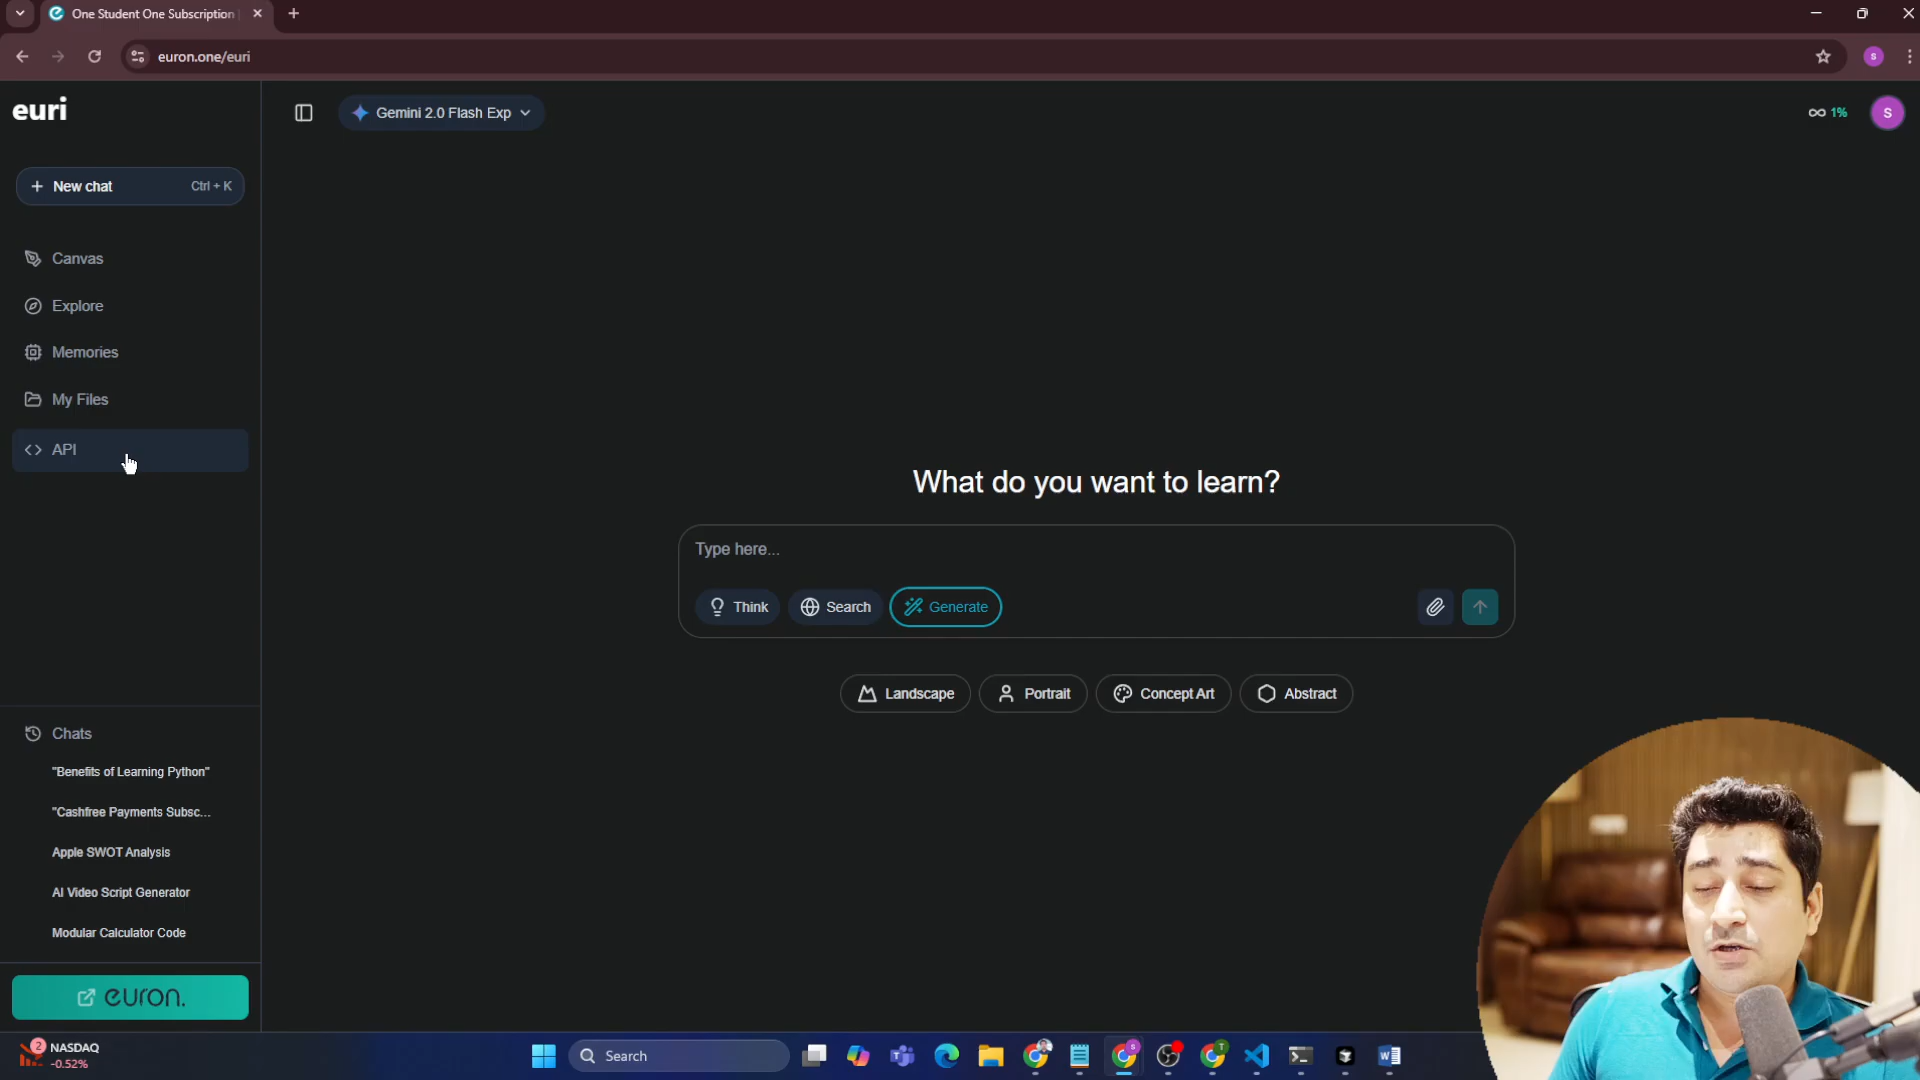 One Student One Subscription
euron.one/euri
euri
Gemini 2.0 Flash Exp
1%
S
New chat
Ctrl + K
Canvas
Explore
Memories
My Files
API
What do you want to learn?
Type here...
Think
Search
Generate
Landscape
Portrait
Concept Art
Abstract
Chats
"Benefits of Learning Python"
"Cashfree Payments Subsc...
Apple SWOT Analysis
AI Video Script Generator
Modular Calculator Code
euron.
2
NASDAQ
-0.52%
Search